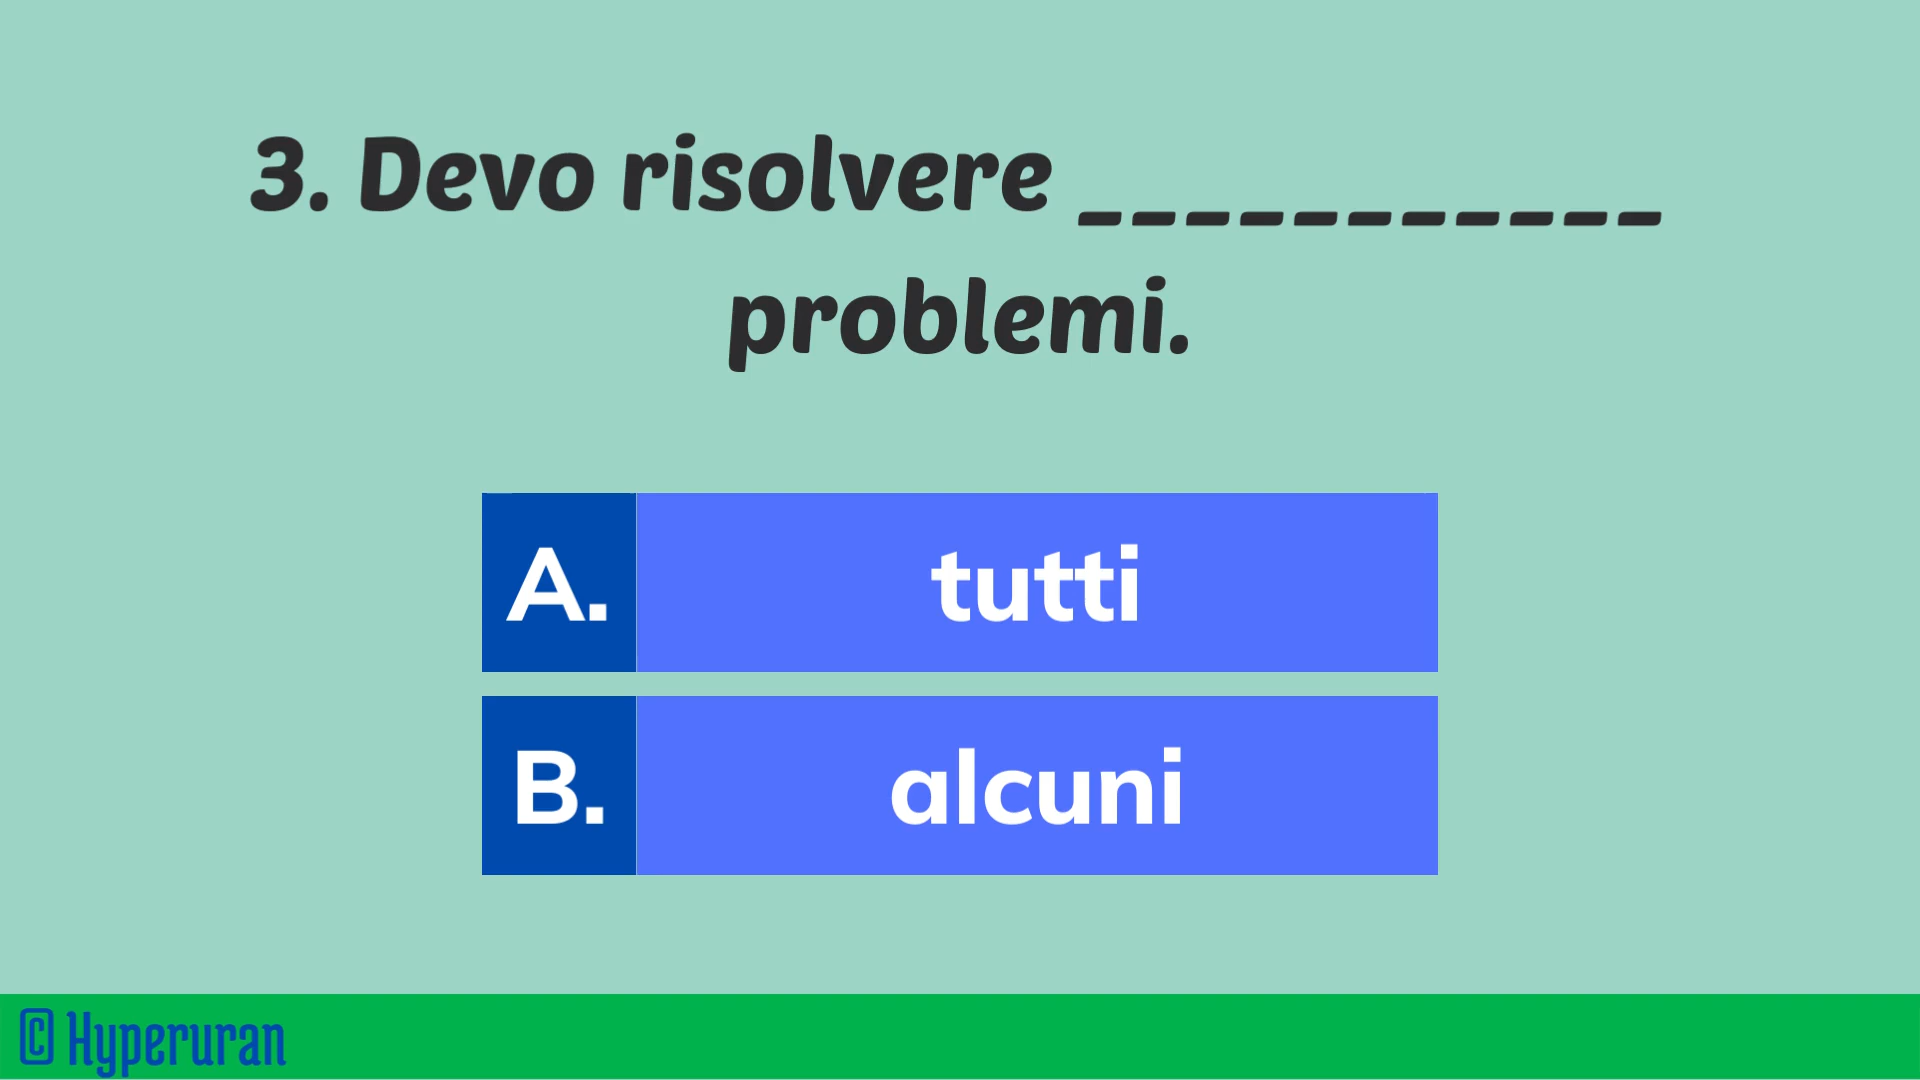 3. Devo risolvere ___________
problemi.
A. tutti
B. alcuni
© Hyperuran